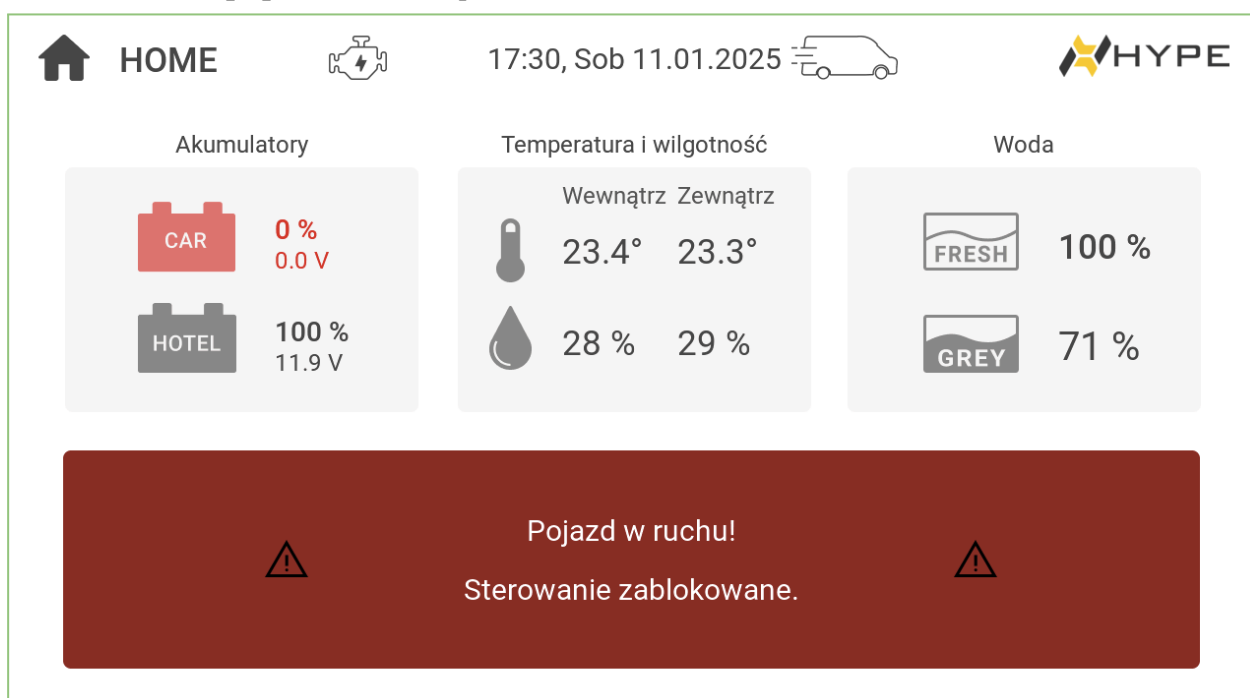 HOME
17:30, Sob 11.01.2025
HYPE
Akumulatory
CAR
0 %
0.0 V
HOTEL
100 %
11.9 V
Temperatura i wilgotność
Wewnątrz Zewnątrz
23.4° 23.3°
28 % 29 %
Woda
FRESH
100 %
GREY
71 %
Pojazd w ruchu!
Sterowanie zablokowane.